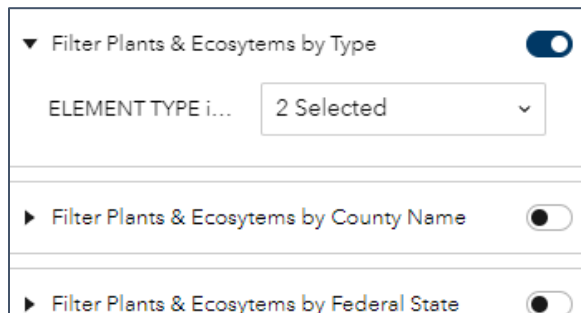 Filter Plants & Ecosytems by Type
ELEMENT TYPE i... 2 Selected
Filter Plants & Ecosytems by County Name
Filter Plants & Ecosytems by Federal State